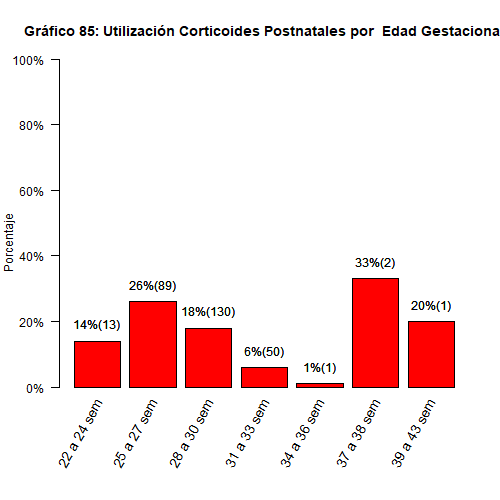 Gráfico 85: Utilización Corticoides Postnatales por  Edad Gestaciona
100%
80%
60%
40%
20%
0%
Porcentaje
14%(13)
26%(89)
18%(130)
6%(50)
1%(1)
33%(2)
20%(1)
22 a 24 sem
25 a 27 sem
28 a 30 sem
31 a 33 sem
34 a 36 sem
37 a 38 sem
39 a 43 sem